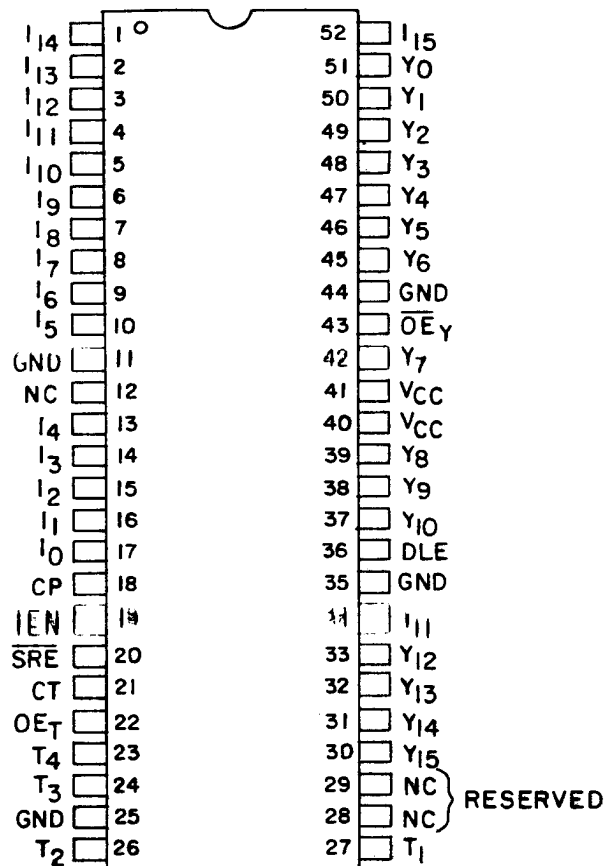 I14 1 52 I15
I13 2 51 Y0
I12 3 50 Y1
I11 4 49 Y2
I10 5 48 Y3
I9 6 47 Y4
I8 7 46 Y5
I7 8 45 Y6
I6 9 44 GND
I5 10 43 OEY
GND 11 42 Y7
NC 12 41 VCC
I4 13 40 VCC
I3 14 39 Y8
I2 15 38 Y9
I1 16 37 Y10
I0 17 36 DLE
CP 18 35 GND
IEN 19
SRE 20 33 Y12
CT 21 32 Y13
OET 22 31 Y14
T4 23 30 Y15
T3 24 29 NC
RESERVED
GND 25 28 NC
T2 26 27 T1